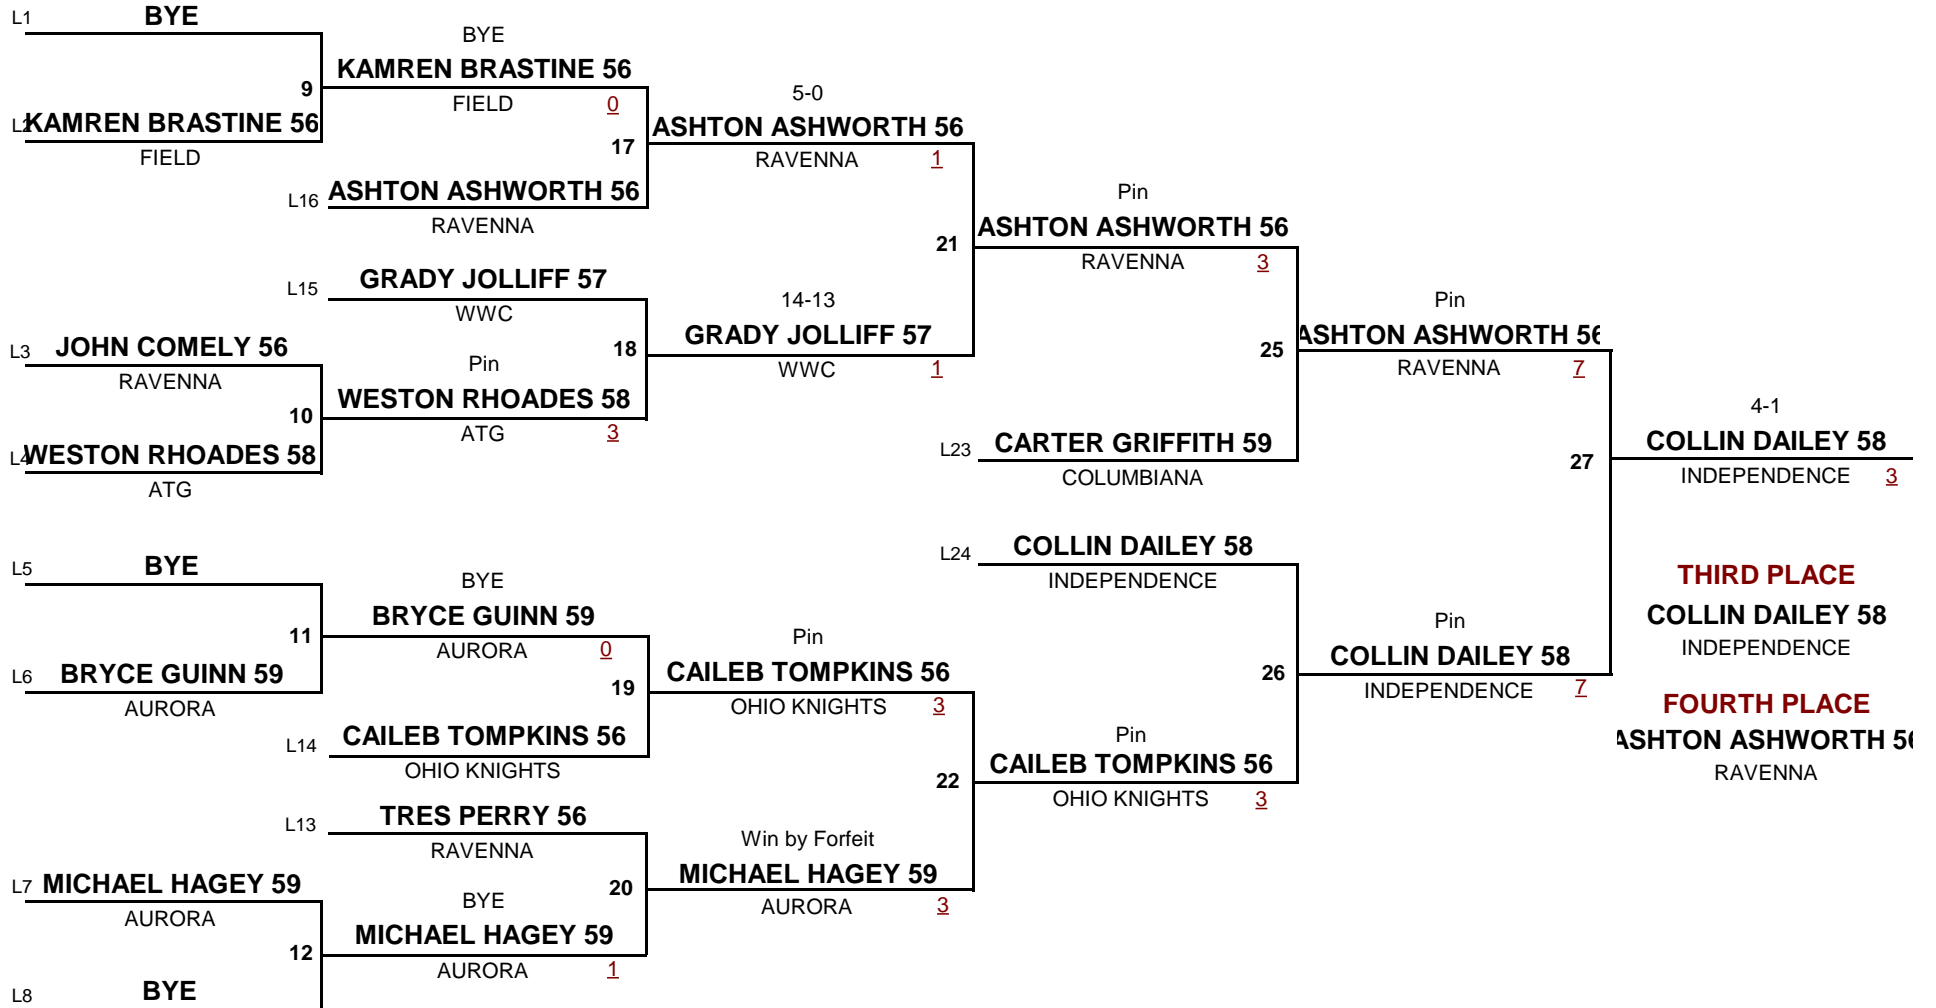 L1 BYE
9
L2 KAMREN BRASTINE 56
FIELD
BYE
KAMREN BRASTINE 56
FIELD 0
17
L16 ASHTON ASHWORTH 56
RAVENNA
5-0
ASHTON ASHWORTH 56
RAVENNA 1
21
L15 GRADY JOLLIFF 57
WWC
18
L3 JOHN COMELY 56
RAVENNA
10
L4 WESTON RHOADES 58
ATG
Pin
WESTON RHOADES 58
ATG 3
14-13
GRADY JOLLIFF 57
WWC 1
Pin
ASHTON ASHWORTH 56
RAVENNA 3
25
L23 CARTER GRIFFITH 59
COLUMBIANA
Pin
ASHTON ASHWORTH 56
RAVENNA 7
27
4-1
COLLIN DAILEY 58
INDEPENDENCE 3
L5 BYE
11
L6 BRYCE GUINN 59
AURORA
BYE
BRYCE GUINN 59
AURORA 0
19
L14 CAILEB TOMPKINS 56
OHIO KNIGHTS
Pin
CAILEB TOMPKINS 56
OHIO KNIGHTS 3
22
L13 TRES PERRY 56
RAVENNA
20
L7 MICHAEL HAGEY 59
AURORA
12
L8 BYE
BYE
MICHAEL HAGEY 59
AURORA 1
Win by Forfeit
MICHAEL HAGEY 59
AURORA 3
L24 COLLIN DAILEY 58
INDEPENDENCE
26
Pin
CAILEB TOMPKINS 56
OHIO KNIGHTS 3
Pin
COLLIN DAILEY 58
INDEPENDENCE 7
THIRD PLACE
COLLIN DAILEY 58
INDEPENDENCE
FOURTH PLACE
ASHTON ASHWORTH 56
RAVENNA